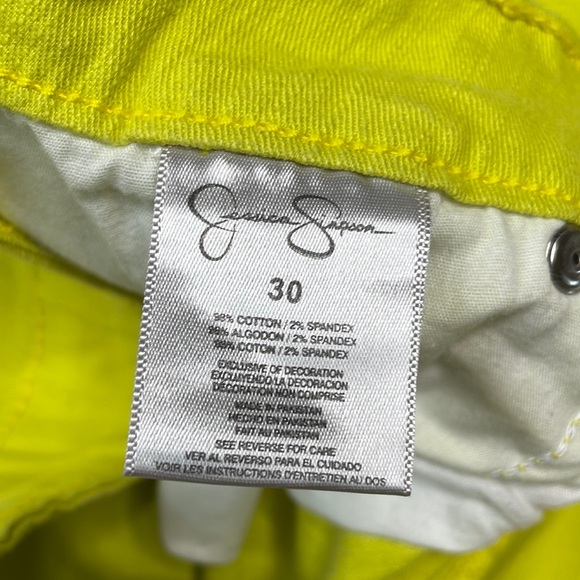 Jessica Simpson
30
98% COTTON / 2% SPANDEX
98% ALGODON / 2% SPANDEX
98% COTON / 2% SPANDEX
EXCLUSIVE OF DECORATION
EXCLUYENDO LA DECORACION
DECORATION NON COMPRISE
MADE IN PAKISTAN
HECHO EN PAKISTAN
FAIT AU PAKISTAN
SEE REVERSE FOR CARE
VER AL REVERSO PARA EL CUIDADO
VOIR LES INSTRUCTIONS D'ENTRETIEN AU DOS